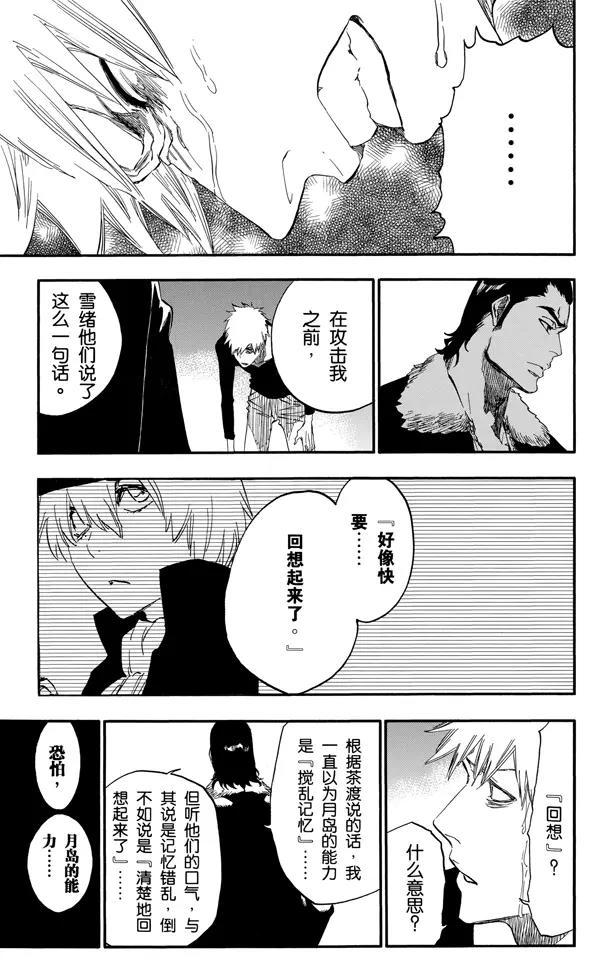 ………
在攻击我
之前，
雪绪他们说了
这么一句话。
『好像快
要……
回想起来了。』
『回想』？
什么意思？
根据茶渡说的话，我
一直以为月岛的能力
是『搅乱记忆』……
但听他们的口气，与
其说是记忆错乱，倒
不如说是『清楚地回
想起来了』……
恐怕，
月岛的能
力……